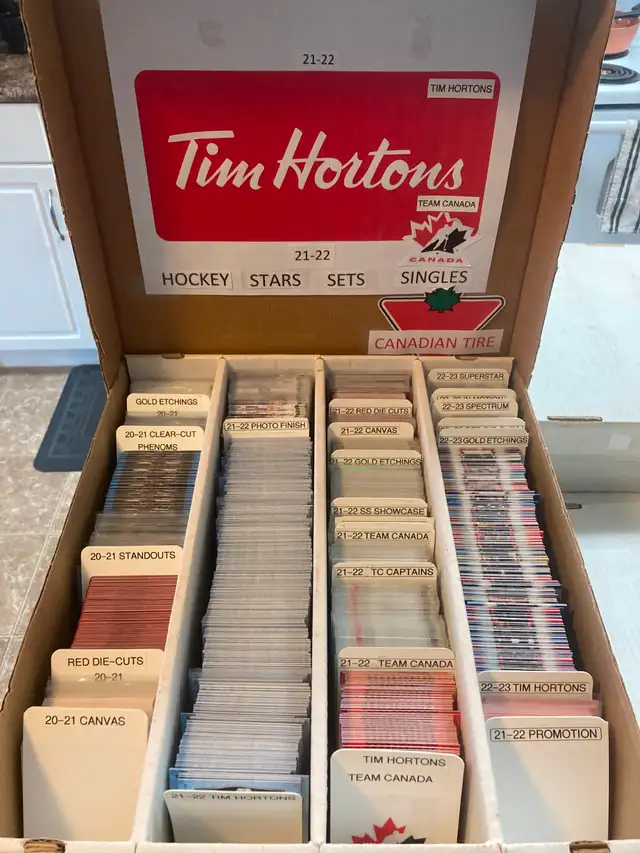 21-22
TIM HORTONS
Tim Hortons
TEAM CANADA
CANADA
21-22
HOCKEY STARS SETS SINGLES
CANADIAN TIRE
GOLD ETCHINGS
20-21
20-21 CLEAR-CUT
PHENOMS
20-21 STANDOUTS
RED DIE-CUTS
20-21
20-21 CANVAS
21-22 PHOTO FINISH
21-22 TIM HORTONS
21-22 RED DIE CUTS
21-22 CANVAS
21-22 GOLD ETCHINGS
21-22 SS SHOWCASE
21-22 TEAM CANADA
21-22 TC CAPTAINS
21-22 TEAM CANADA
TIM HORTONS
TEAM CANADA
22-23 SUPERSTAR
22-23 SPECTRUM
22-23 GOLD ETCHINGS
22-23 TIM HORTONS
21-22 PROMOTION